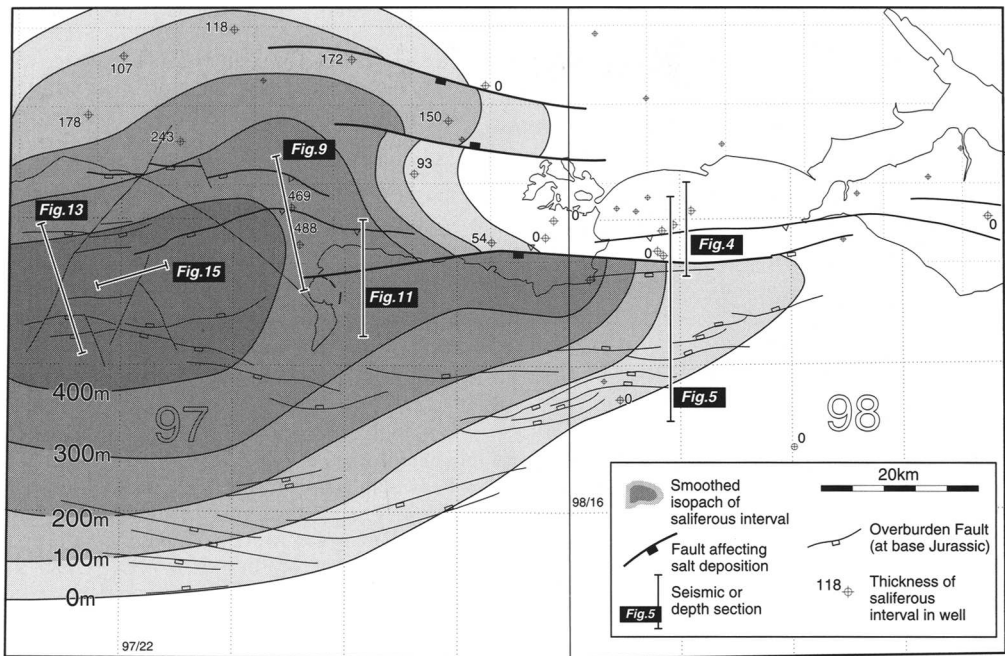 118
107
172
0
178
150
243
Fig.9
93
469
Fig.13
488
0
0
54
0
Fig.4
0
Fig.15
Fig.11
400m
Fig.5
0
97
98
300m
0
20km
Smoothed
isopach of
saliferous interval
98/16
200m
Overburden Fault
(at base Jurassic)
Fault affecting
salt deposition
100m
118
Thickness of
saliferous
interval in well
Fig.5
Seismic or
depth section
0m
97/22